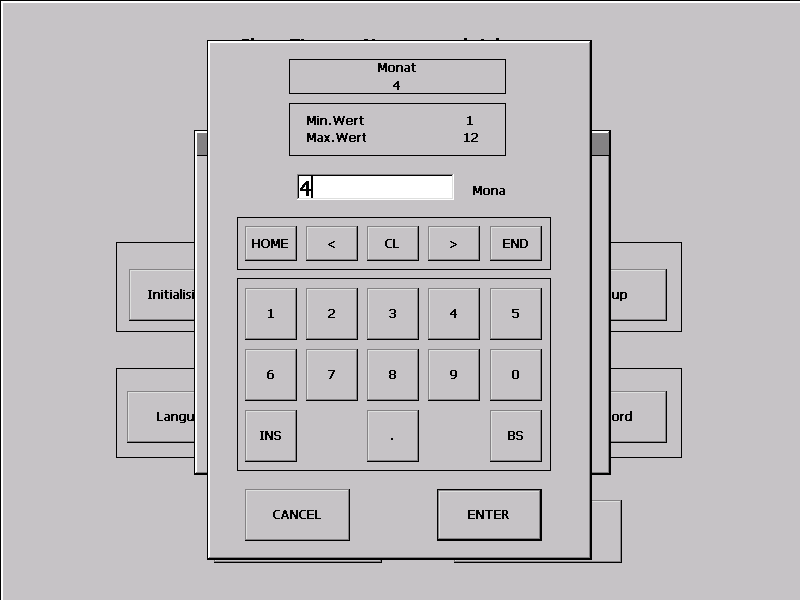 Monat
4
Min.Wert 1
Max.Wert 12
4 Mona
HOME < CL > END
Initialisi up
1 2 3 4 5
6 7 8 9 0
Langu ord
INS . BS
CANCEL ENTER